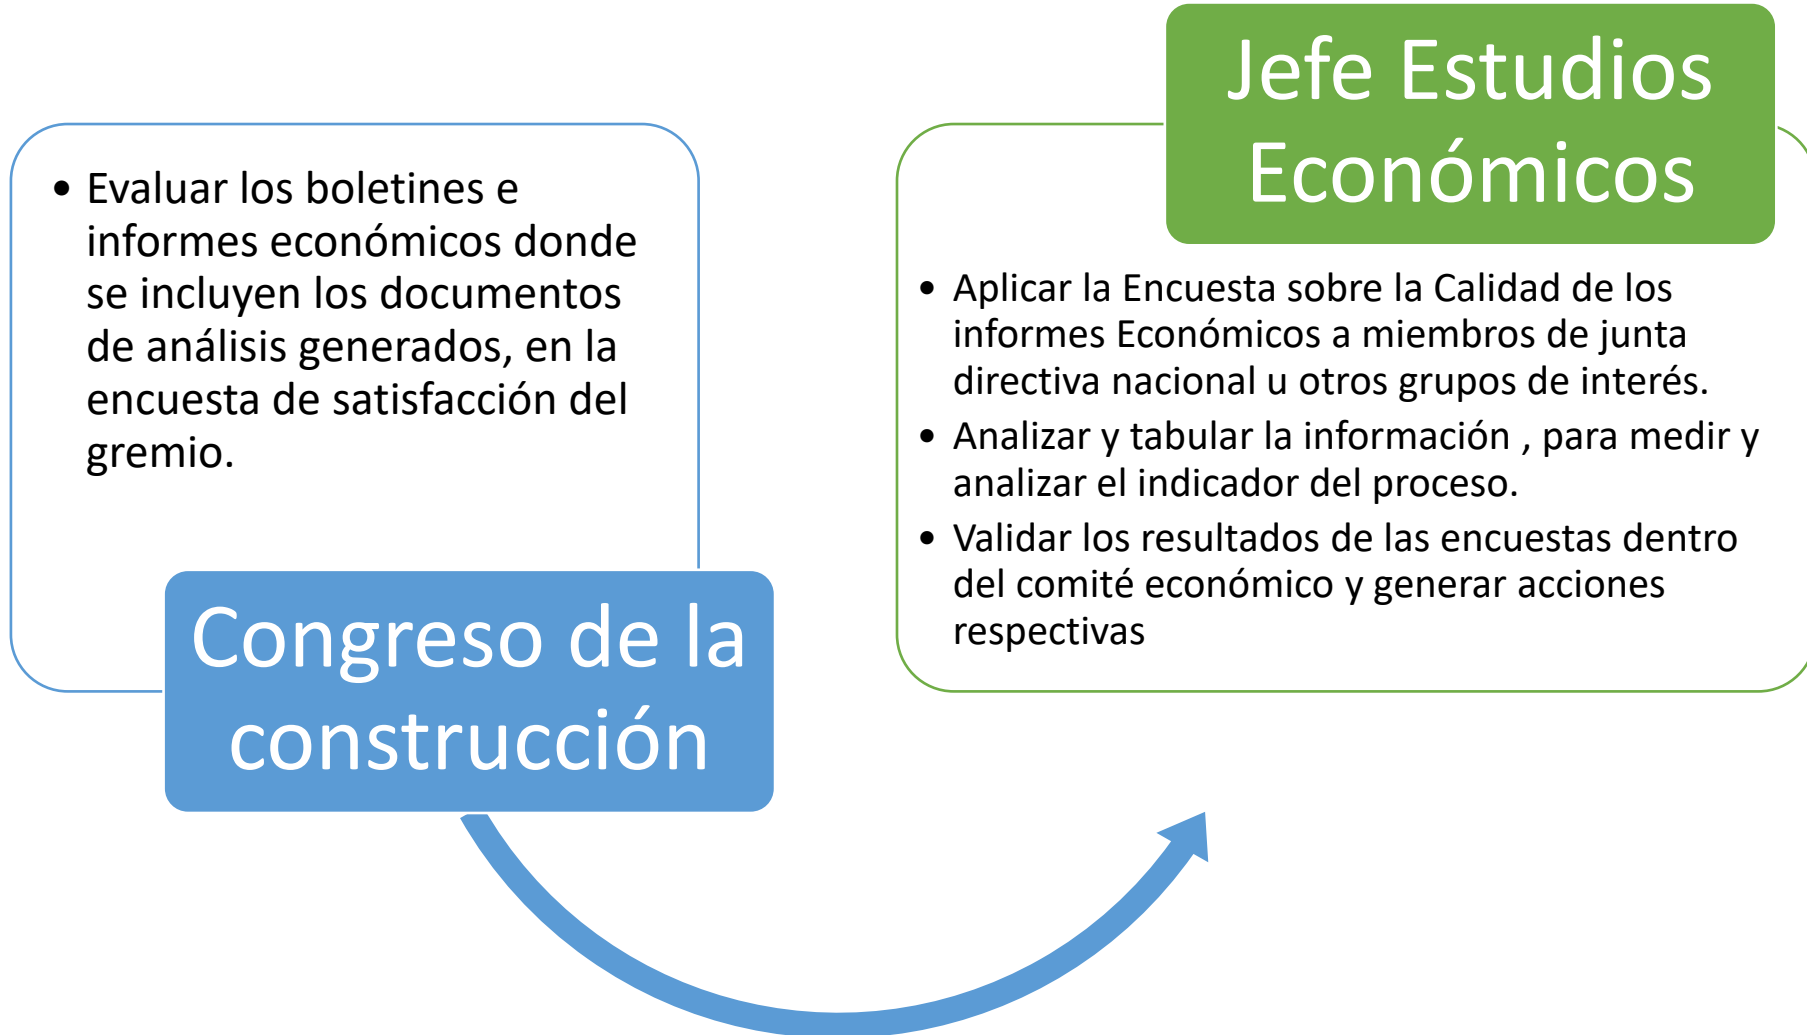 • Evaluar los boletines e
informes económicos donde
se incluyen los documentos
de análisis generados, en la
encuesta de satisfacción del
gremio.
Congreso de la
construcción
Jefe Estudios
Económicos
• Aplicar la Encuesta sobre la Calidad de los
informes Económicos a miembros de junta
directiva nacional u otros grupos de interés.
• Analizar y tabular la información , para medir y
analizar el indicador del proceso.
• Validar los resultados de las encuestas dentro
del comité económico y generar acciones
respectivas